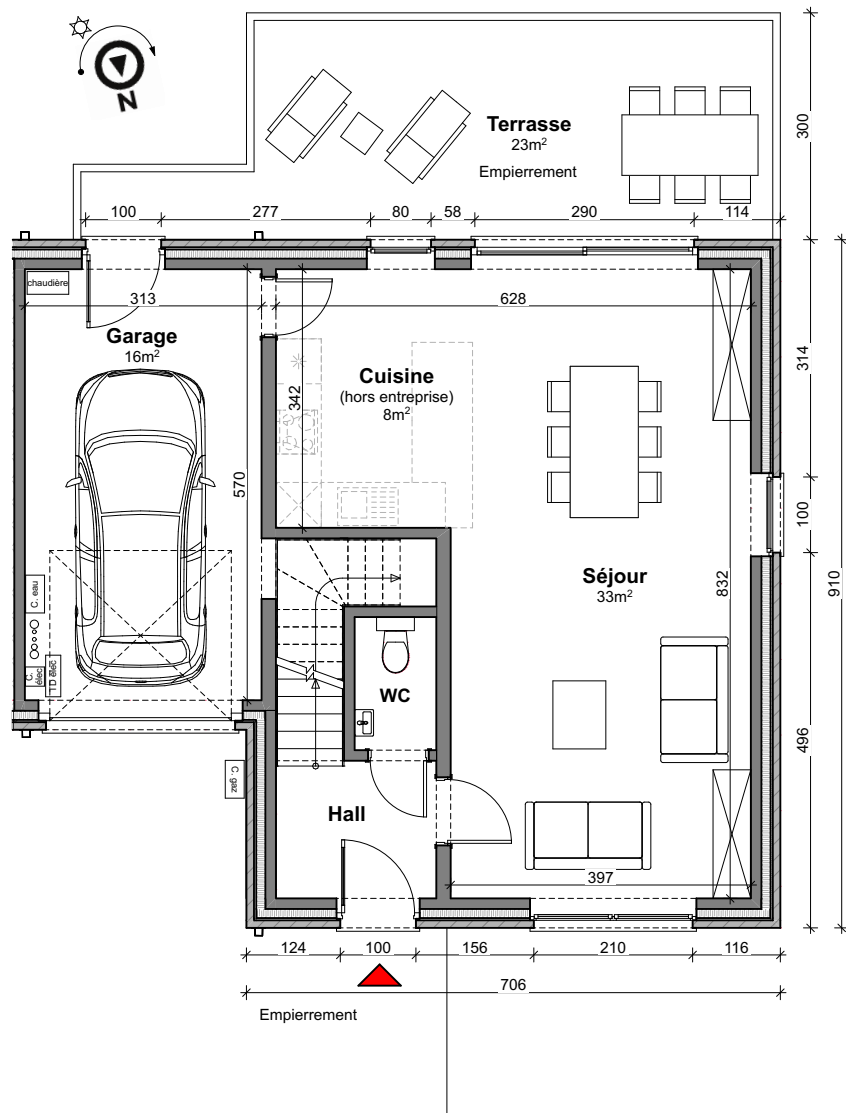 N
Terrasse
23m²
Empierrement
300
100
277
80
58
290
114
chaudière
313
628
Garage
16m²
Cuisine
(hors entreprise)
8m²
342
314
570
100
910
Séjour
33m²
832
C. eau
C. élec
TD élec
WC
496
C. gaz
Hall
397
124
100
156
210
116
706
Empierrement